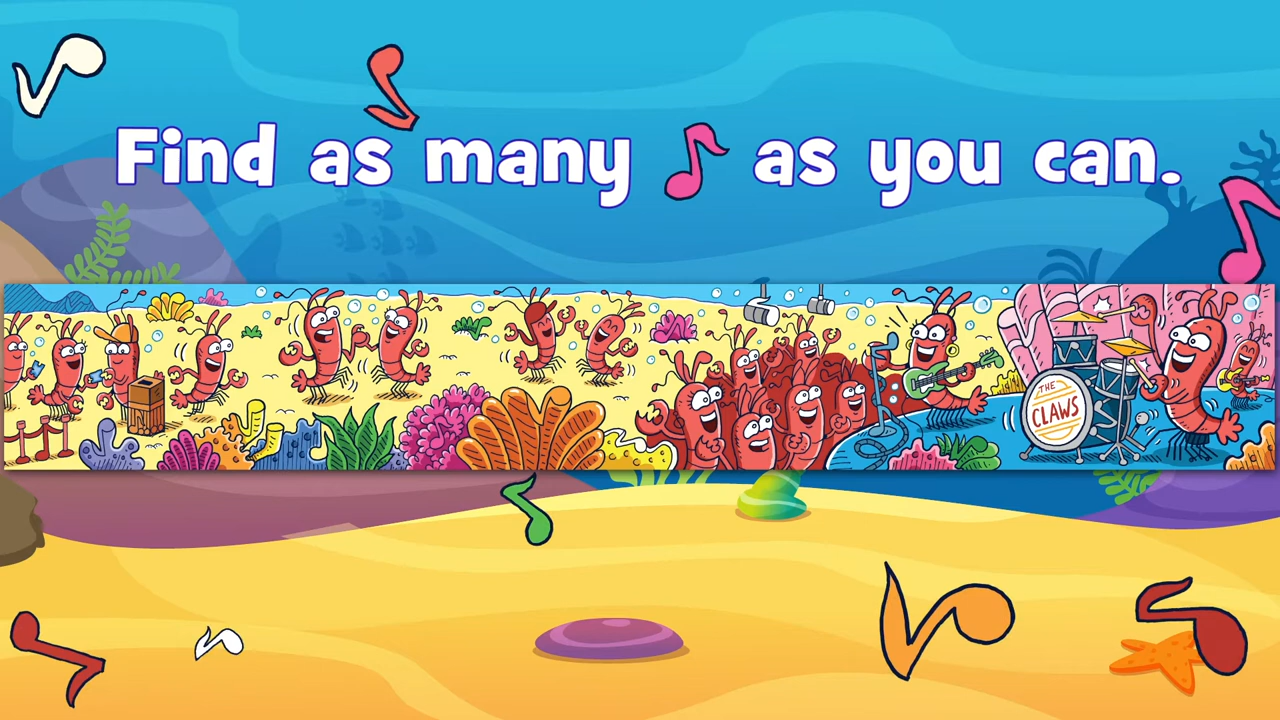 Find as many ♪ as you can.
THE
CLAWS